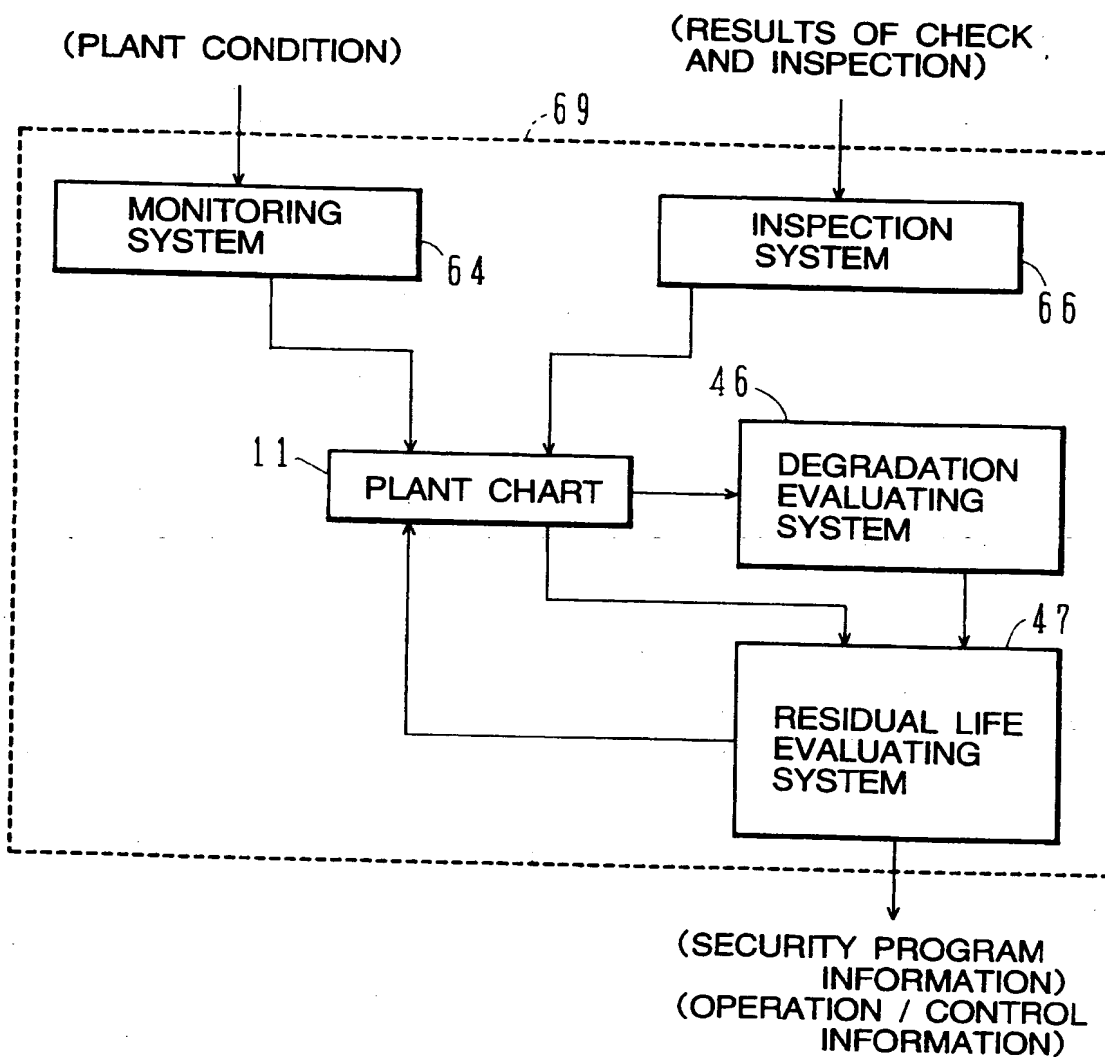 (PLANT CONDITION)
(RESULTS OF CHECK
AND INSPECTION)
69
MONITORING
SYSTEM
64
INSPECTION
SYSTEM
66
46
11
PLANT CHART
DEGRADATION
EVALUATING
SYSTEM
47
RESIDUAL LIFE
EVALUATING
SYSTEM
(SECURITY PROGRAM
INFORMATION)
(OPERATION / CONTROL
INFORMATION)